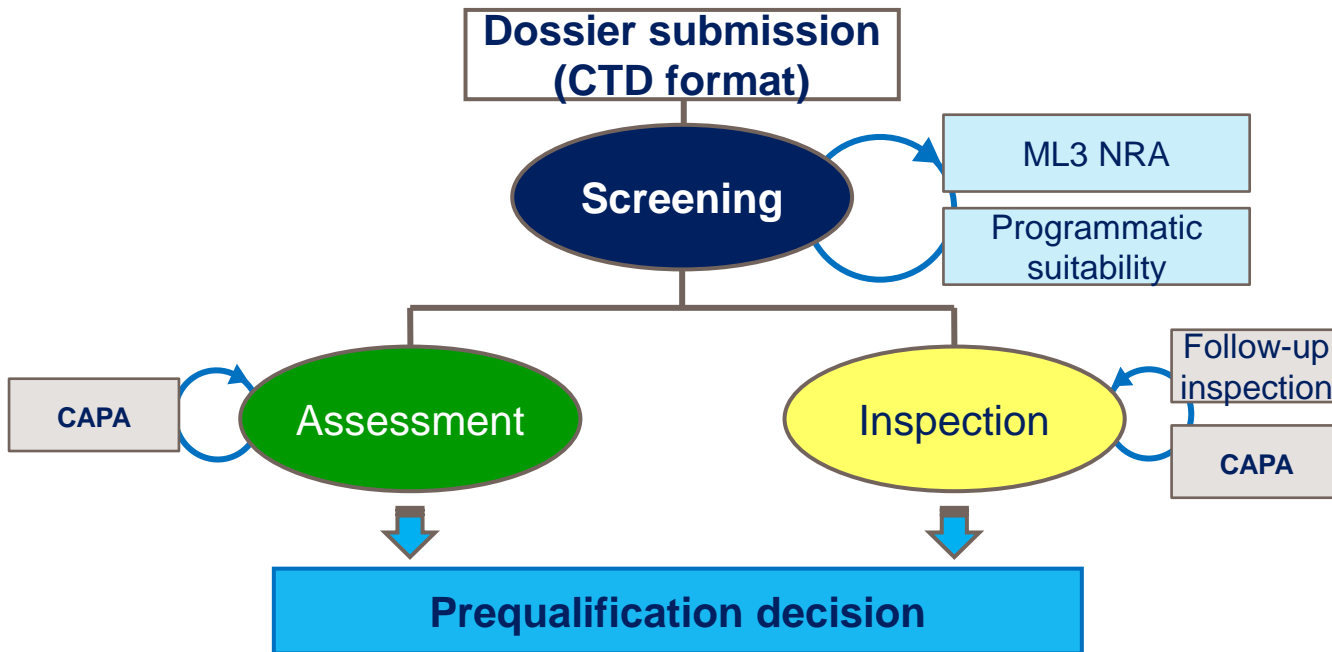 Dossier submission
(CTD format)
Screening
ML3 NRA
Programmatic
suitability
CAPA
Assessment
Inspection
Follow-up
inspection
CAPA
Prequalification decision